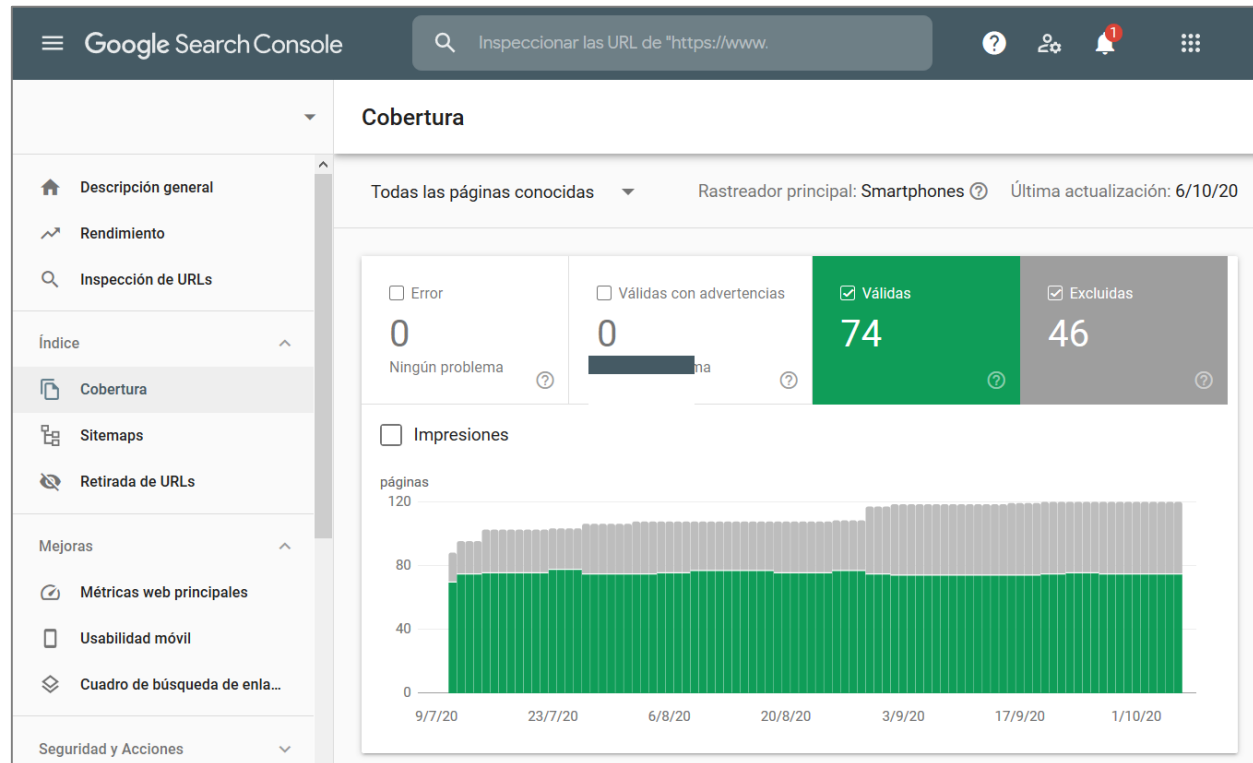 Google Search Console
Inspeccionar las URL de "https://www.
1
Cobertura
Descripción general
Rendimiento
Inspección de URLs
Índice
Cobertura
Sitemaps
Retirada de URLs
Mejoras
Métricas web principales
Usabilidad móvil
Cuadro de búsqueda de enla...
Seguridad y Acciones
Todas las páginas conocidas
Rastreador principal: Smartphones
Última actualización: 6/10/20
Error
0
Ningún problema
Válidas con advertencias
0
Válidas
74
Excluidas
46
Impresiones
páginas
120
80
40
0
9/7/20 23/7/20 6/8/20 20/8/20 3/9/20 17/9/20 1/10/20